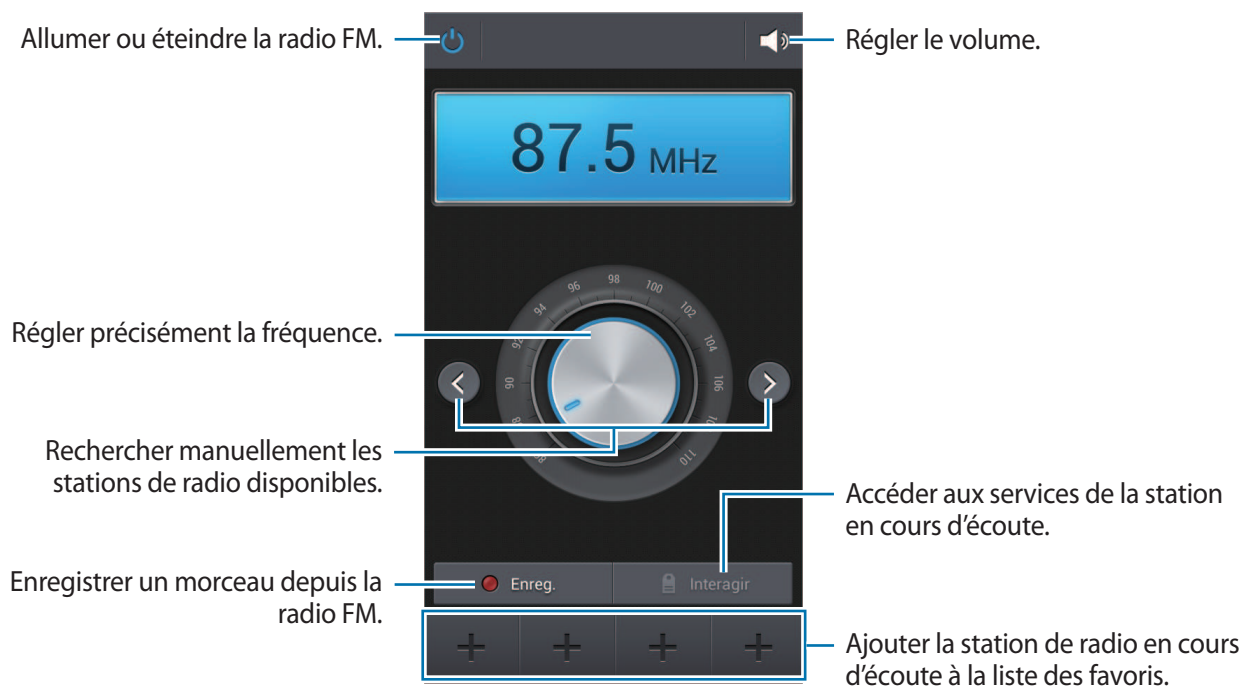 Allumer ou éteindre la radio FM.
Régler le volume.
87.5 MHz
Régler précisément la fréquence.
90
92
94
96
98
100
102
104
106
110
Rechercher manuellement les
stations de radio disponibles.
Accéder aux services de la station
en cours d'écoute.
Enregistrer un morceau depuis la
radio FM.
Enreg.
Interagir
Ajouter la station de radio en cours
d'écoute à la liste des favoris.